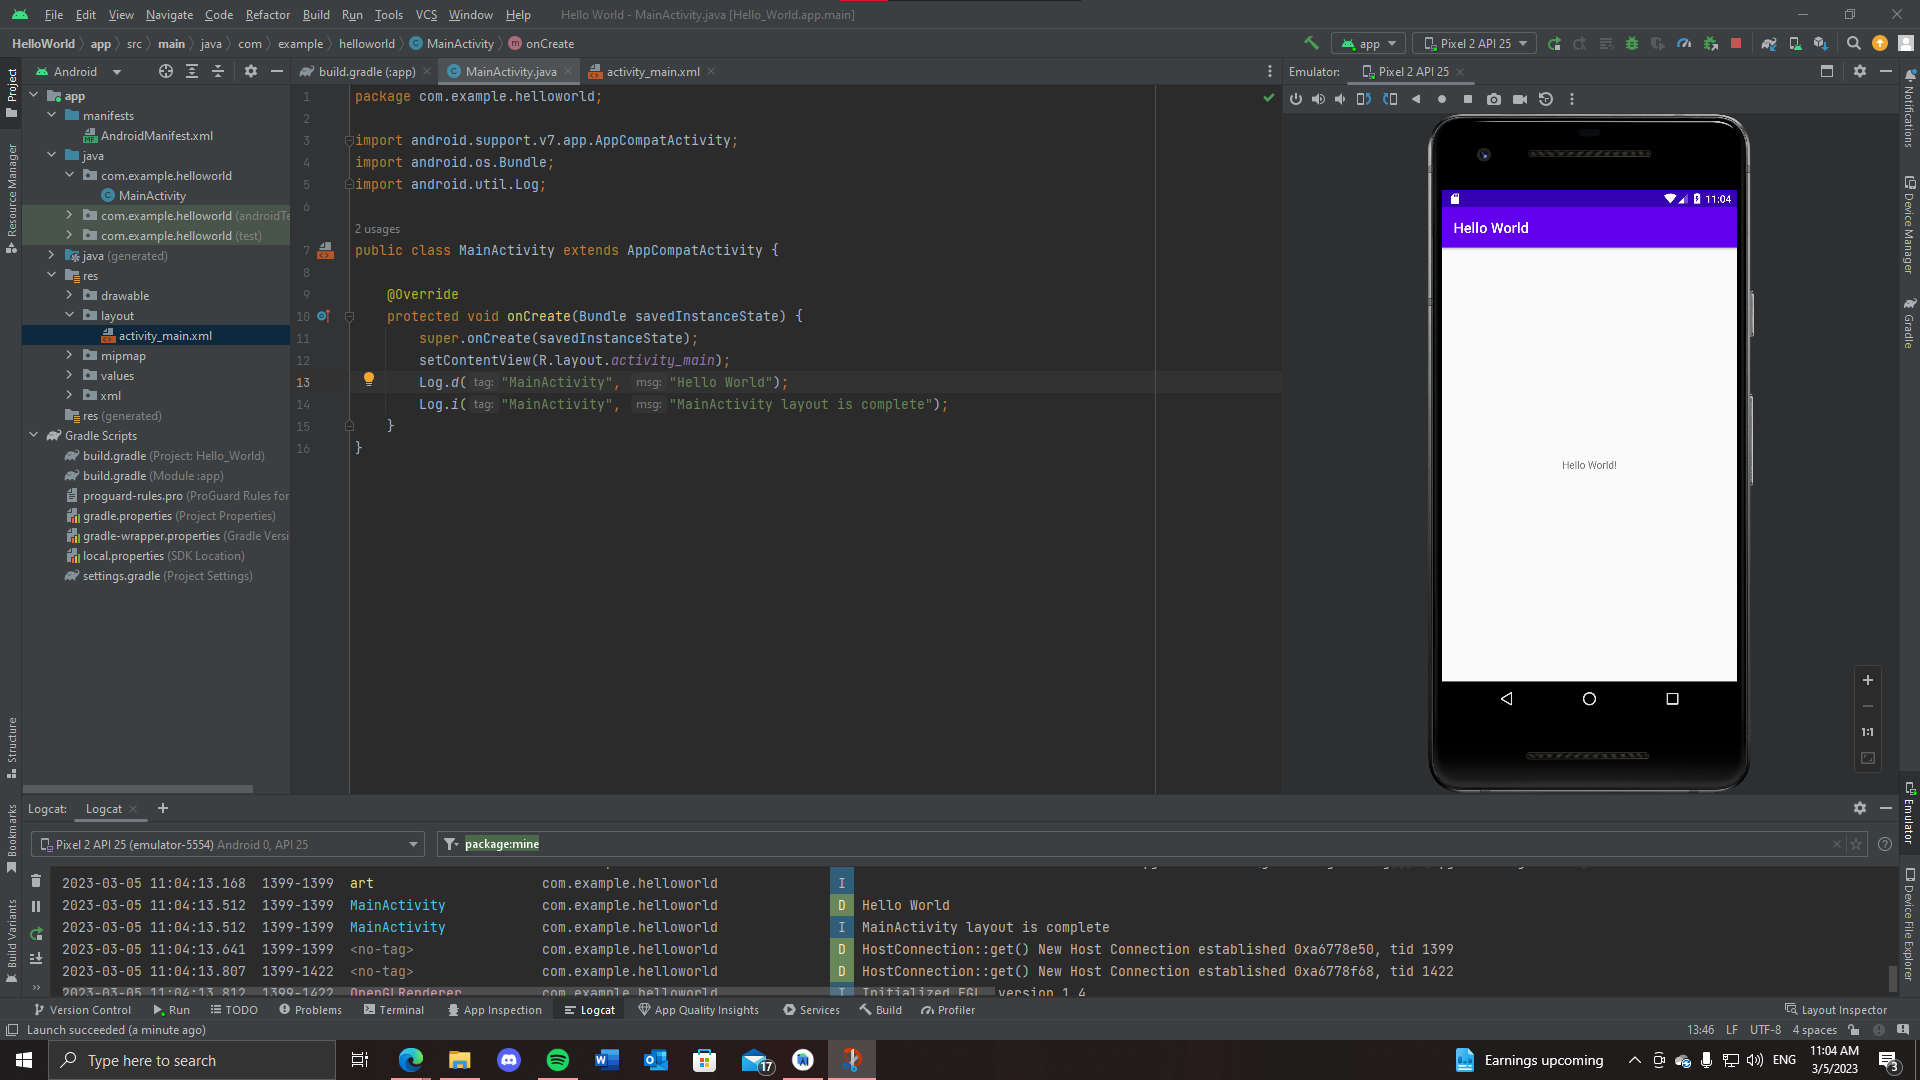 File Edit View Navigate Code Refactor Build Run Tools VCS Window Help Hello World - MainActivity.java [Hello_World.app.main]
HelloWorld app src main java com example helloworld MainActivity onCreate app Pixel 2 API 25
Android build.gradle (:app) MainActivity.java activity_main.xml Emulator: Pixel 2 API 25
Project
Resource Manager
Structure
Bookmarks
Build Variants
app
manifests
AndroidManifest.xml
java
com.example.helloworld
MainActivity
com.example.helloworld (androidTe
com.example.helloworld (test)
java (generated)
res
drawable
layout
activity_main.xml
mipmap
values
xml
res (generated)
Gradle Scripts
build.gradle (Project: Hello_World)
build.gradle (Module :app)
proguard-rules.pro (ProGuard Rules for
gradle.properties (Project Properties)
gradle-wrapper.properties (Gradle Versi
local.properties (SDK Location)
settings.gradle (Project Settings)
1 package com.example.helloworld;
2
3 import android.support.v7.app.AppCompatActivity;
4 import android.os.Bundle;
5 import android.util.Log;
6
2 usages
7 public class MainActivity extends AppCompatActivity {
8
9 @Override
10 protected void onCreate(Bundle savedInstanceState) {
11 super.onCreate(savedInstanceState);
12 setContentView(R.layout.activity_main);
13 Log.d( tag: "MainActivity", msg: "Hello World");
14 Log.i( tag: "MainActivity", msg: "MainActivity layout is complete");
15 }
16 }
11:04
Hello World
Hello World!
1:1
Notifications
Device Manager
Gradle
Emulator
Device File Explorer
Logcat: Logcat
Pixel 2 API 25 (emulator-5554) Android 0, API 25 package:mine
2023-03-05 11:04:13.168 1399-1399 art com.example.helloworld I
2023-03-05 11:04:13.512 1399-1399 MainActivity com.example.helloworld D Hello World
2023-03-05 11:04:13.512 1399-1399 MainActivity com.example.helloworld I MainActivity layout is complete
2023-03-05 11:04:13.641 1399-1399 <no-tag> com.example.helloworld D HostConnection::get() New Host Connection established 0xa6778e50, tid 1399
2023-03-05 11:04:13.807 1399-1422 <no-tag> com.example.helloworld D HostConnection::get() New Host Connection established 0xa6778f68, tid 1422
2023-03-05 11:04:13.812 1399-1422 OpenGLRenderer com.example.helloworld I Initialized EGL, version 1.4
Version Control Run TODO Problems Terminal App Inspection Logcat App Quality Insights Services Build Profiler Layout Inspector
Launch succeeded (a minute ago) 13:46 LF UTF-8 4 spaces
Type here to search 17 Earnings upcoming ENG 11:04 AM
3/5/2023 3